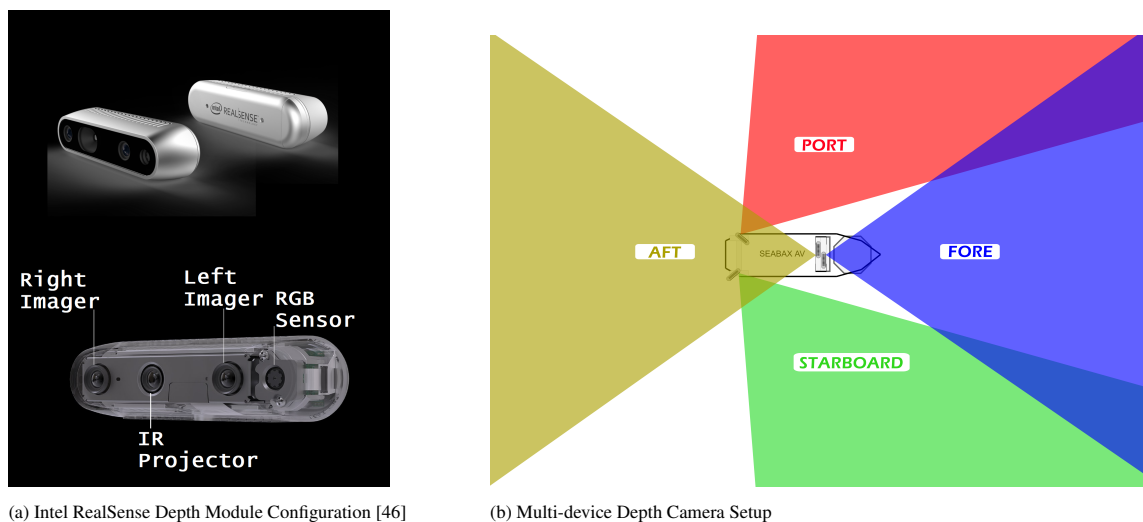 intel REALSENSE
Right
Imager
Left
Imager
RGB
Sensor
IR
Projector
PORT
AFT
SEABAX AV
FORE
STARBOARD
(a) Intel RealSense Depth Module Configuration [46]
(b) Multi-device Depth Camera Setup